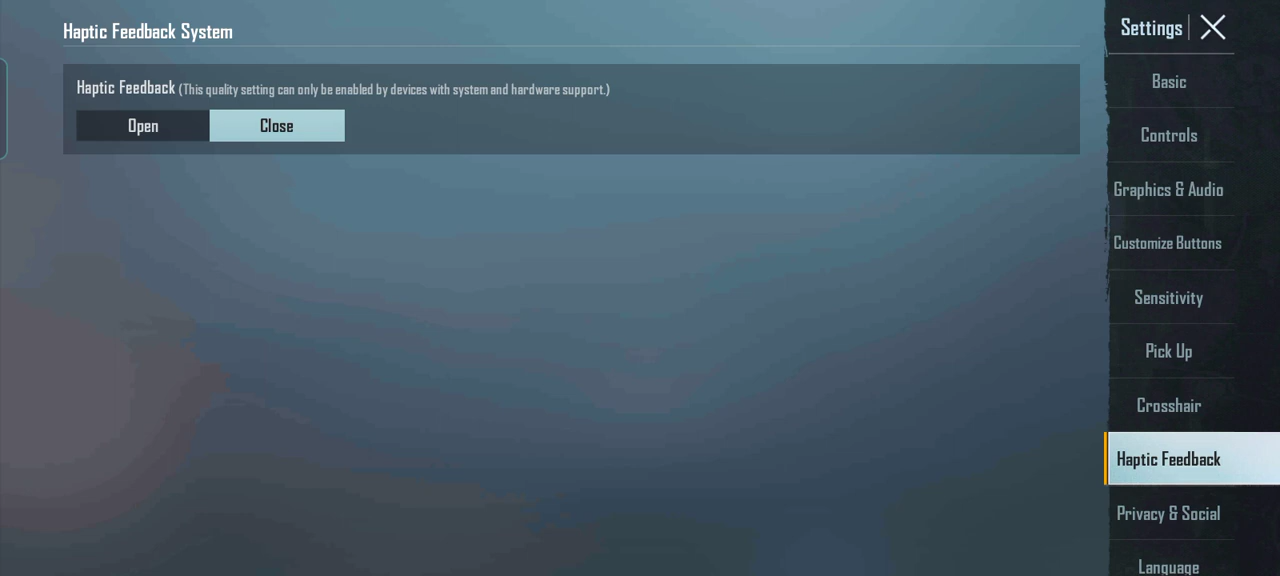 Haptic Feedback System
Haptic Feedback (This quality setting can only be enabled by devices with system and hardware support.)
Open
Close
Settings
Basic
Controls
Graphics & Audio
Customize Buttons
Sensitivity
Pick Up
Crosshair
Haptic Feedback
Privacy & Social
Language